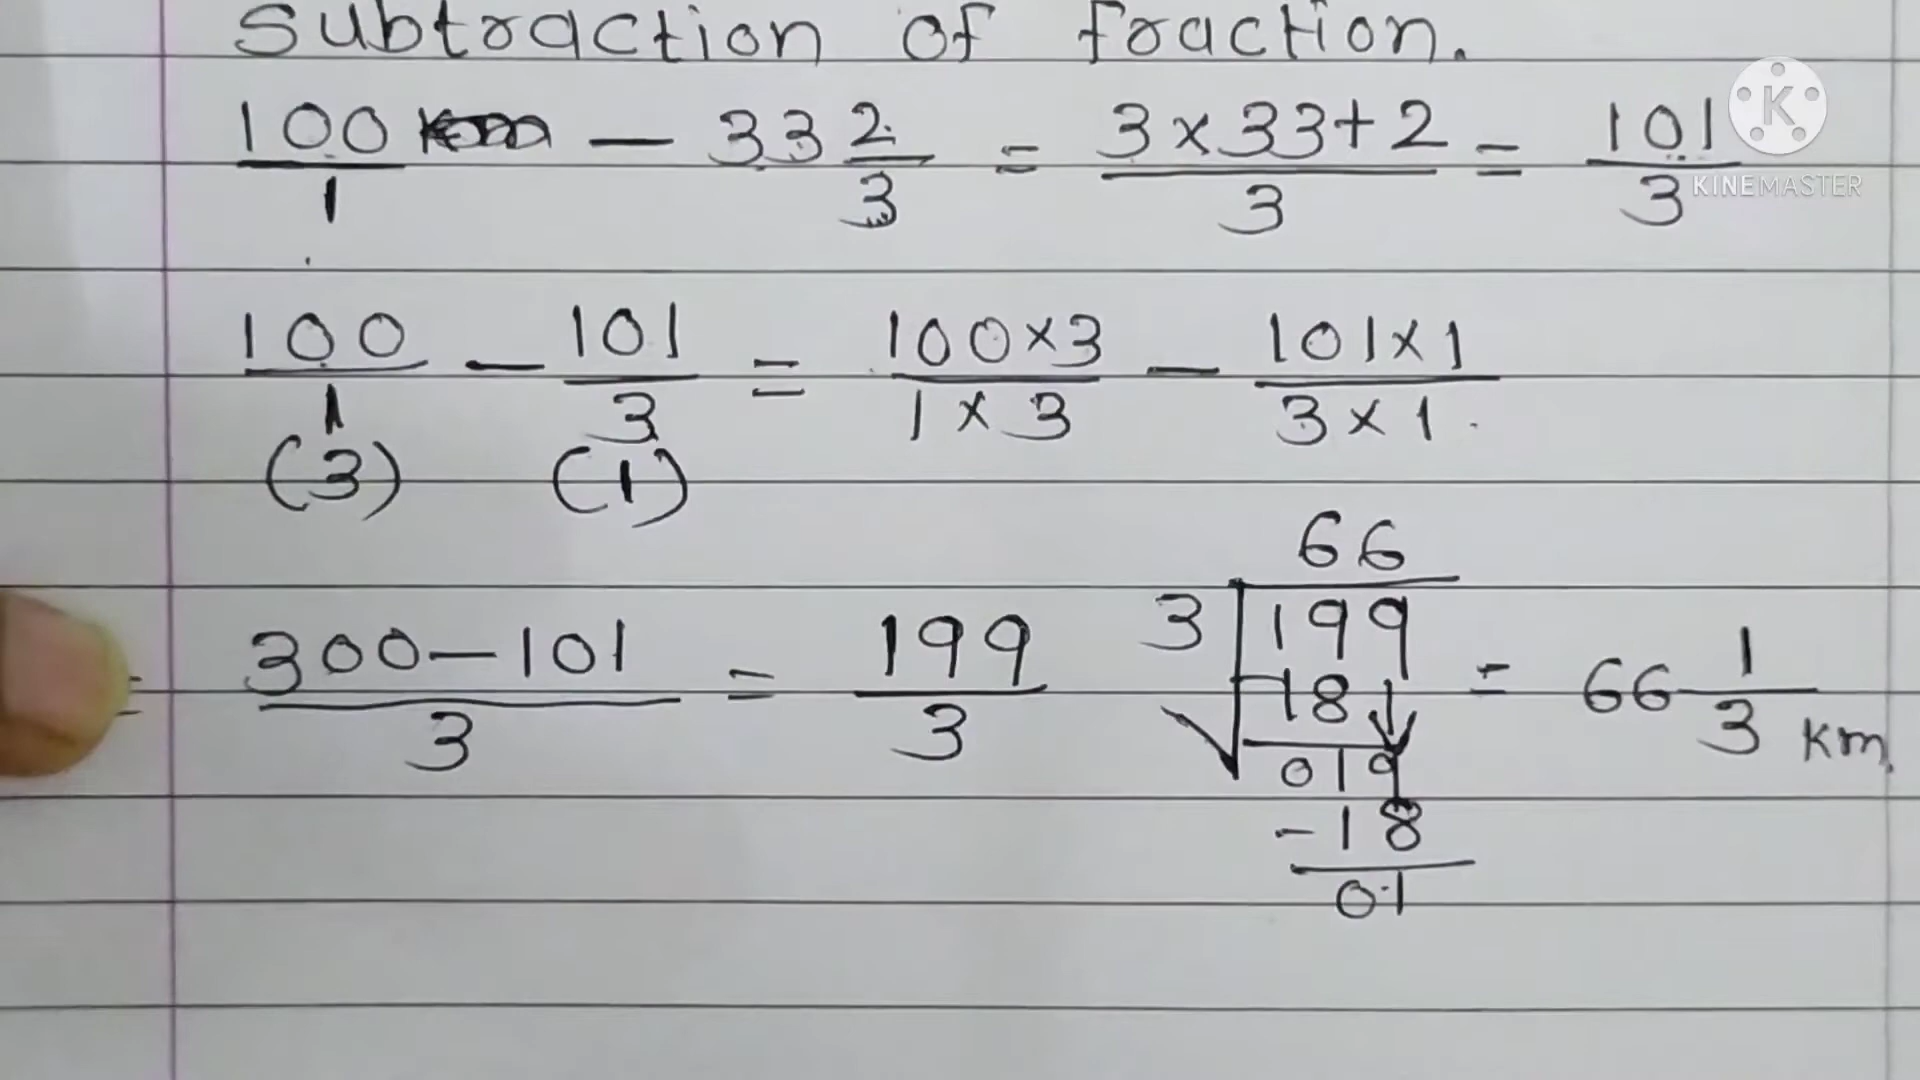 Subtraction of fraction.
100/1 - 33 2/3 = 3×33+2/3 = 101/3
K
KINEMASTER
100/1 - 101/3 = 100×3/1×3 - 101×1/3×1
(3) (1)
66
= 300-101/3 = 199/3 3 199 = 66 1/3 km
18
019
-18
01